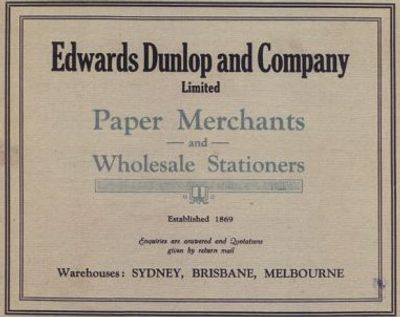 Edwards Dunlop and Company
Limited
Paper Merchants
and
Wholesale Stationers
Established 1869
Enquiries are answered and Quotations
given by return mail
Warehouses: SYDNEY, BRISBANE, MELBOURNE